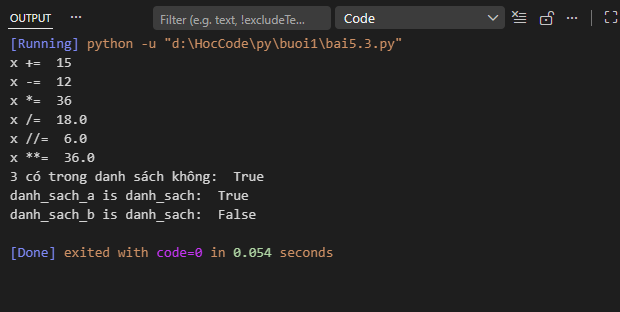 OUTPUT ··· Filter (e.g. text, !excludeTe... Code ···
[Running] python -u "d:\HocCode\py\buoi1\bai5.3.py"
x +=  15
x -=  12
x *=  36
x /=  18.0
x //=  6.0
x **=  36.0
3 có trong danh sách không:  True
danh_sach_a is danh_sach:  True
danh_sach_b is danh_sach:  False
[Done] exited with code=0 in 0.054 seconds